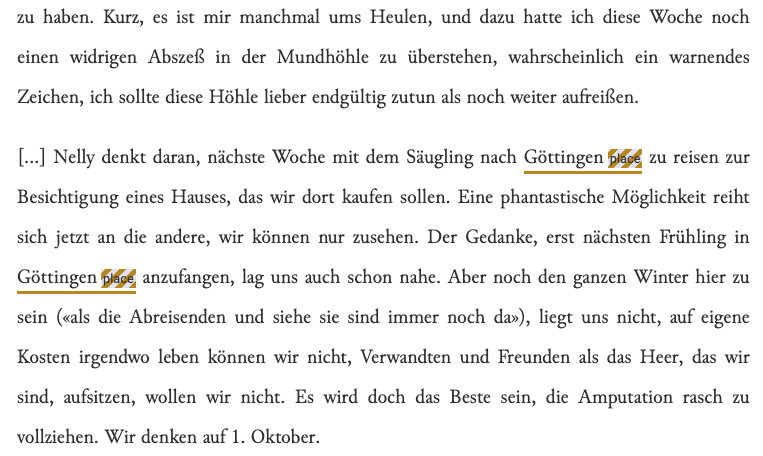 zu haben. Kurz, es ist mir manchmal ums Heulen, und dazu hatte ich diese Woche noch
einen widrigen Abszeß in der Mundhöhle zu überstehen, wahrscheinlich ein warnendes
Zeichen, ich sollte diese Höhle lieber endgültig zutun als noch weiter aufreißen.
[...] Nelly denkt daran, nächste Woche mit dem Säugling nach Göttingen place zu reisen zur
Besichtigung eines Hauses, das wir dort kaufen sollen. Eine phantastische Möglichkeit reiht
sich jetzt an die andere, wir können nur zusehen. Der Gedanke, erst nächsten Frühling in
Göttingen place anzufangen, lag uns auch schon nahe. Aber noch den ganzen Winter hier zu
sein («als die Abreisenden und siehe sie sind immer noch da»), liegt uns nicht, auf eigene
Kosten irgendwo leben können wir nicht, Verwandten und Freunden als das Heer, das wir
sind, aufsitzen, wollen wir nicht. Es wird doch das Beste sein, die Amputation rasch zu
vollziehen. Wir denken auf 1. Oktober.